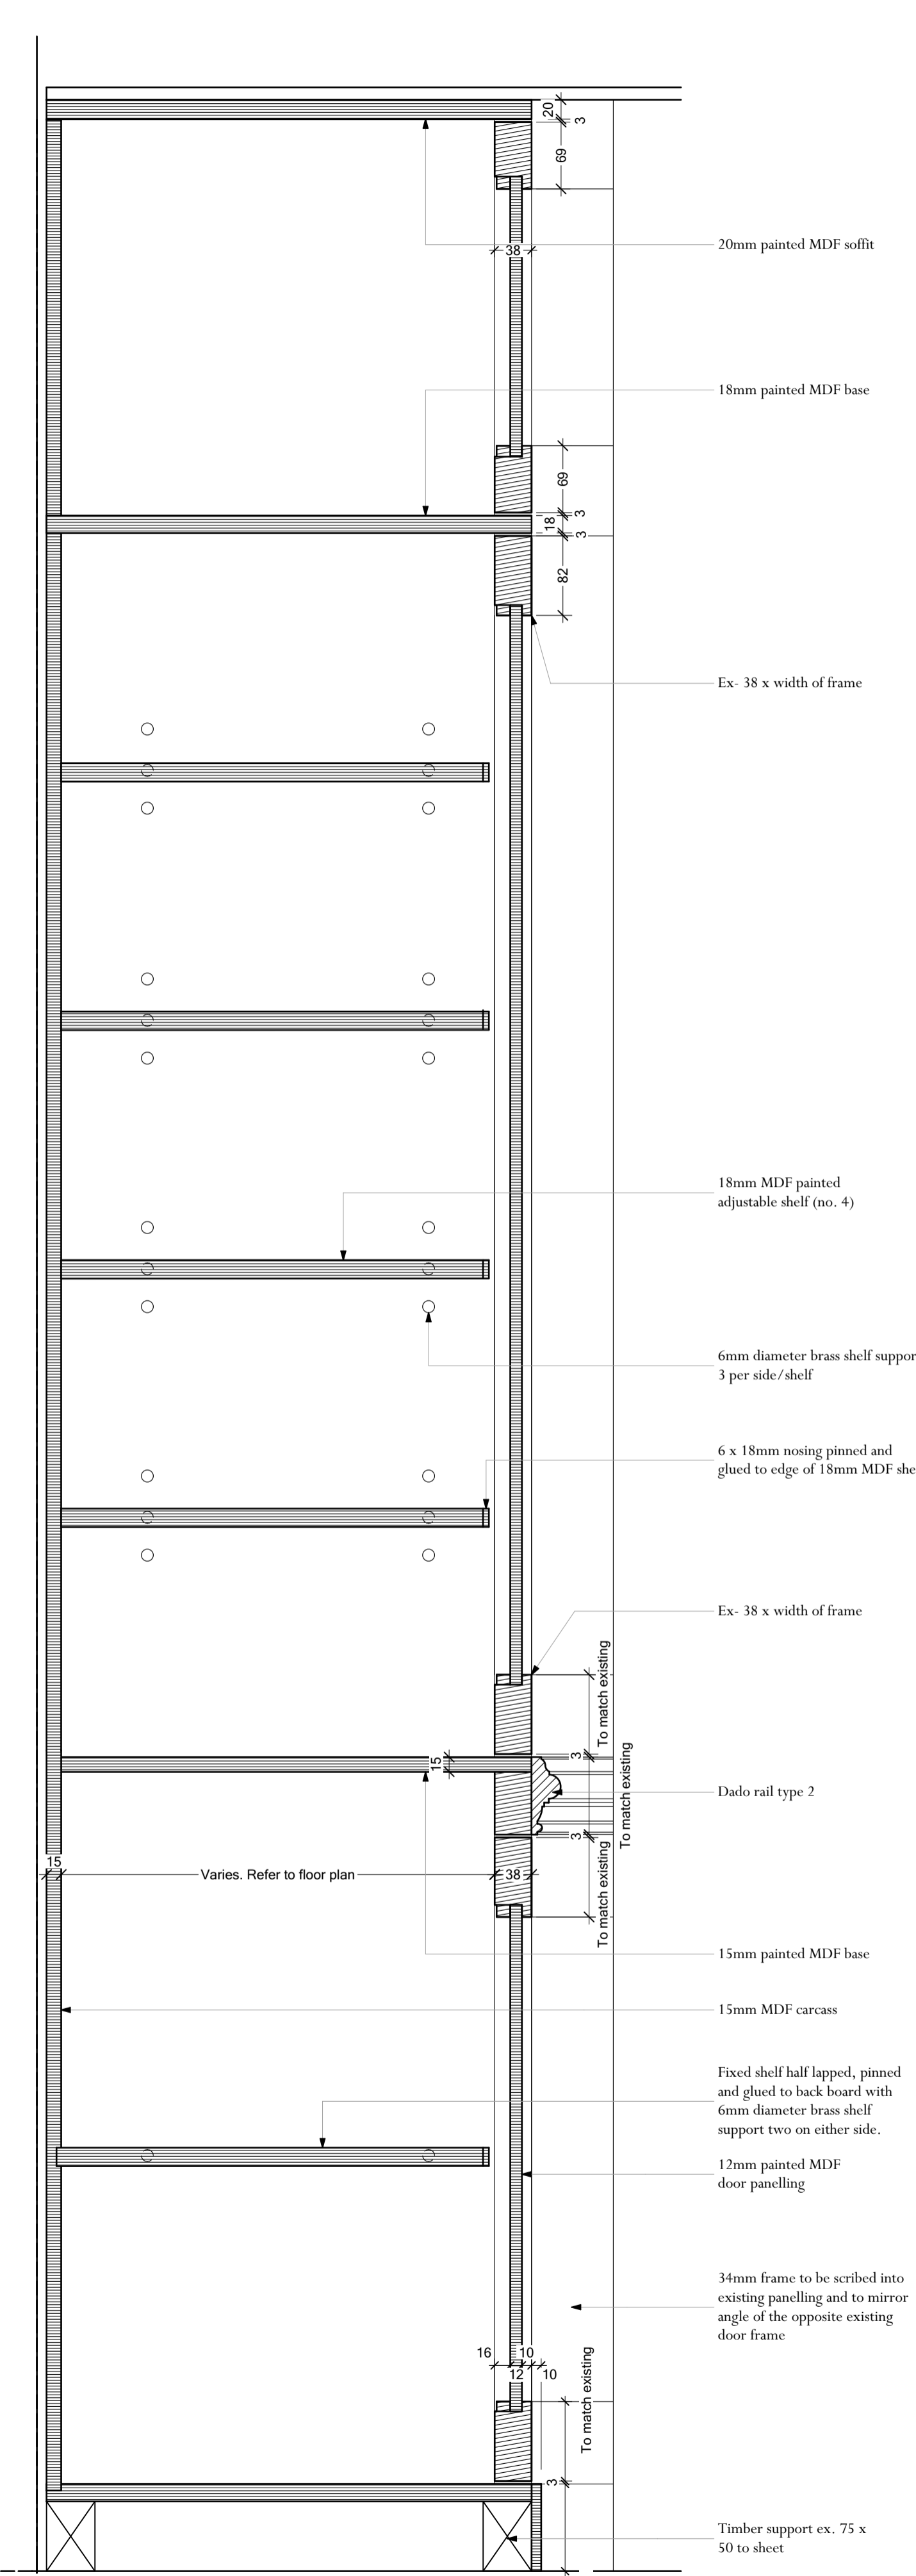 20
3
69
20mm painted MDF soffit
38
18mm painted MDF base
69
3
18
3
82
Ex- 38 x width of frame
18mm MDF painted
adjustable shelf (no. 4)
6mm diameter brass shelf suppor
3 per side/shelf
6 x 18mm nosing pinned and
glued to edge of 18mm MDF she
Ex- 38 x width of frame
To match existing
3
15
To match existing
Dado rail type 2
3
To match existing
15
Varies. Refer to floor plan
38
15mm painted MDF base
15mm MDF carcass
Fixed shelf half lapped, pinned
and glued to back board with
6mm diameter brass shelf
support two on either side.
12mm painted MDF
door panelling
34mm frame to be scribed into
existing panelling and to mirror
angle of the opposite existing
door frame
16
10
12
10
To match existing
3
Timber support ex. 75 x
50 to sheet